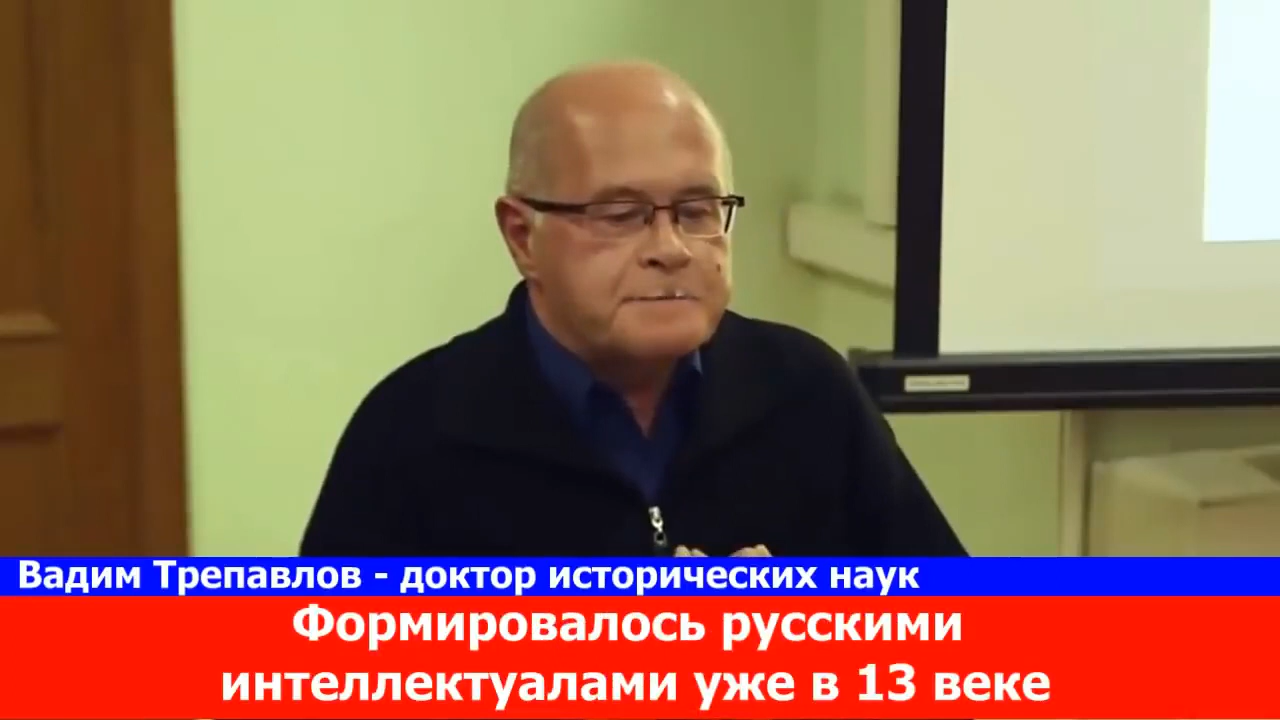 Вадим Трепавлов - доктор исторических наук
Формировалось русскими
интеллектуалами уже в 13 веке